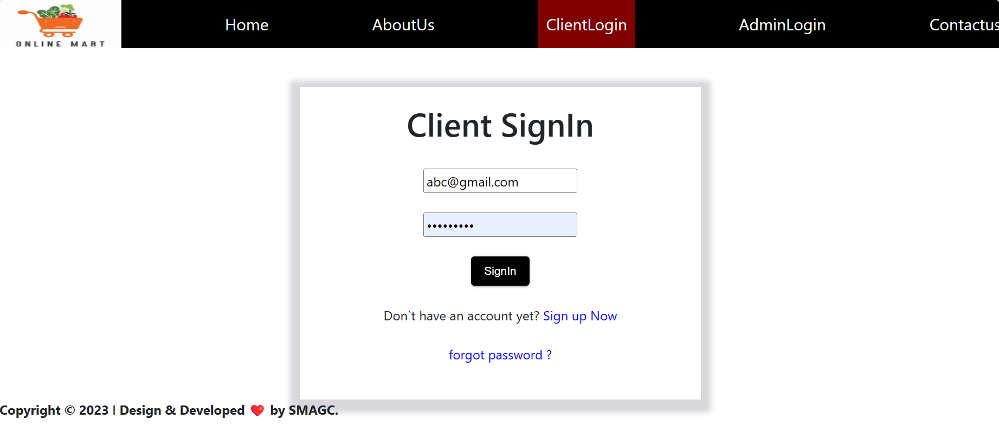 ONLINE MART
Home AboutUs ClientLogin AdminLogin Contactus
Client SignIn
abc@gmail.com
•••••••••
SignIn
Don`t have an account yet? Sign up Now
forgot password ?
Copyright © 2023 | Design & Developed ❤️ by SMAGC.